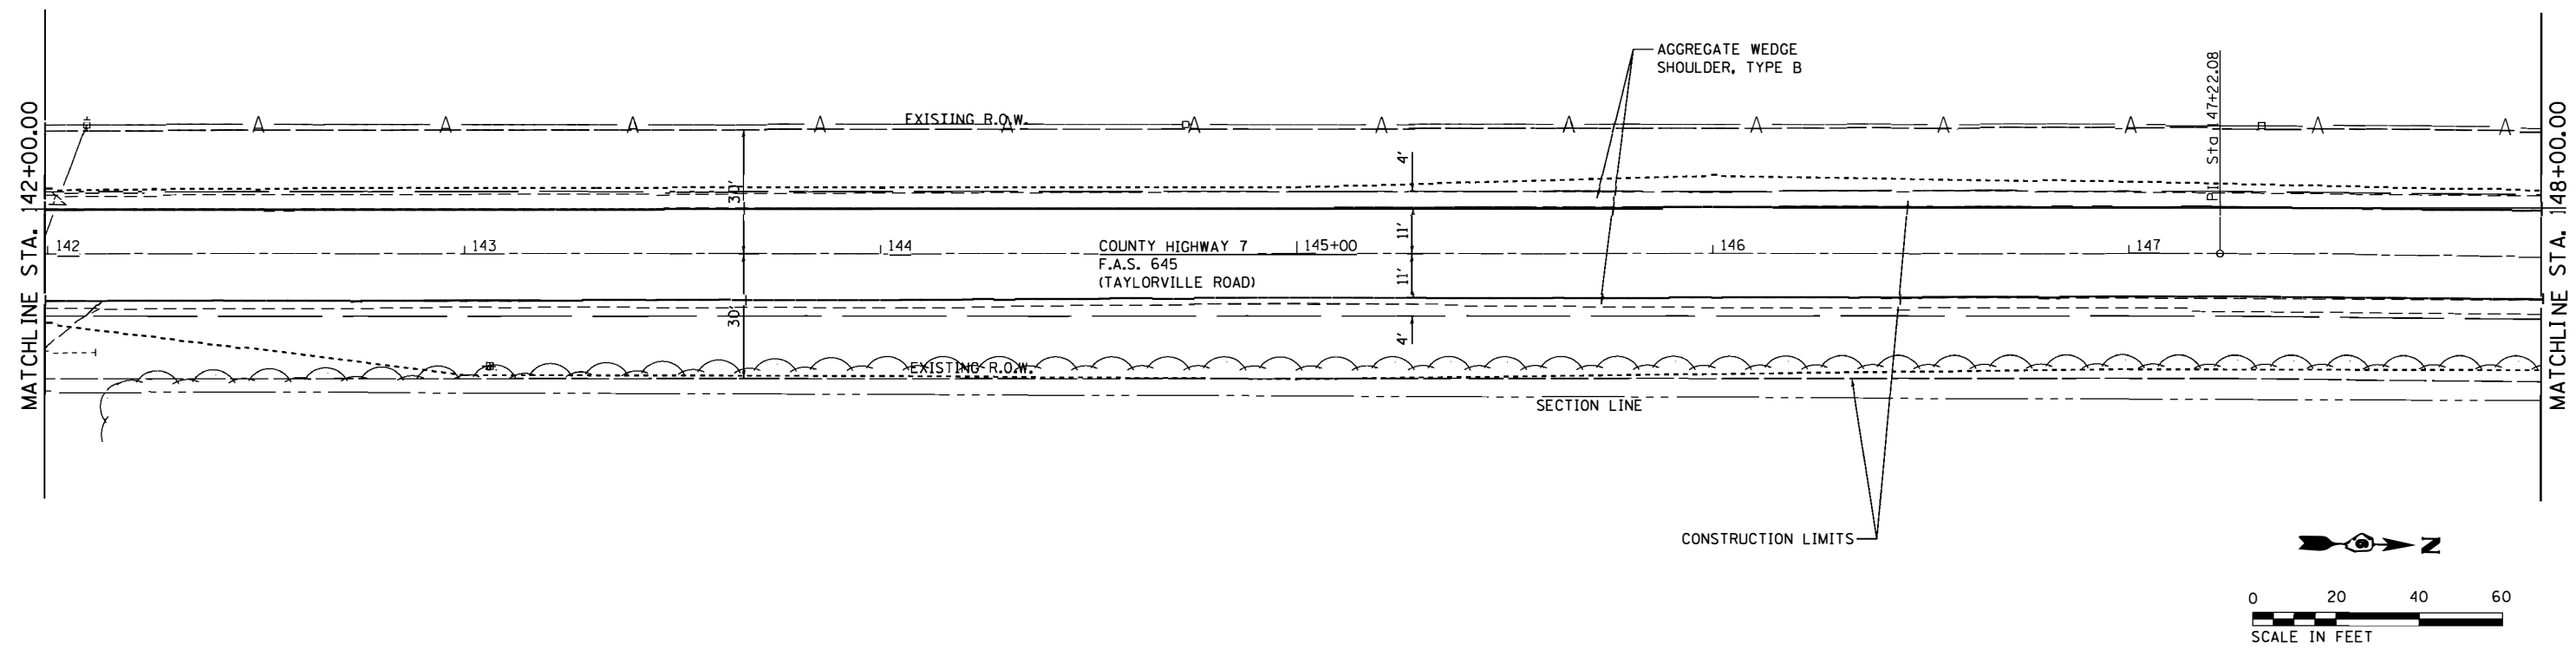 AGGREGATE WEDGE
SHOULDER, TYPE B
PI Sta 147+22.08
MATCHLINE STA. 142+00.00
MATCHLINE STA. 148+00.00
EXISTING R.O.W.
30'
4'
11'
142
143
144
145+00
146
147
COUNTY HIGHWAY 7
F.A.S. 645
(TAYLORVILLE ROAD)
11'
30'
4'
EXISTING R.O.W.
SECTION LINE
CONSTRUCTION LIMITS
N
0 20 40 60
SCALE IN FEET